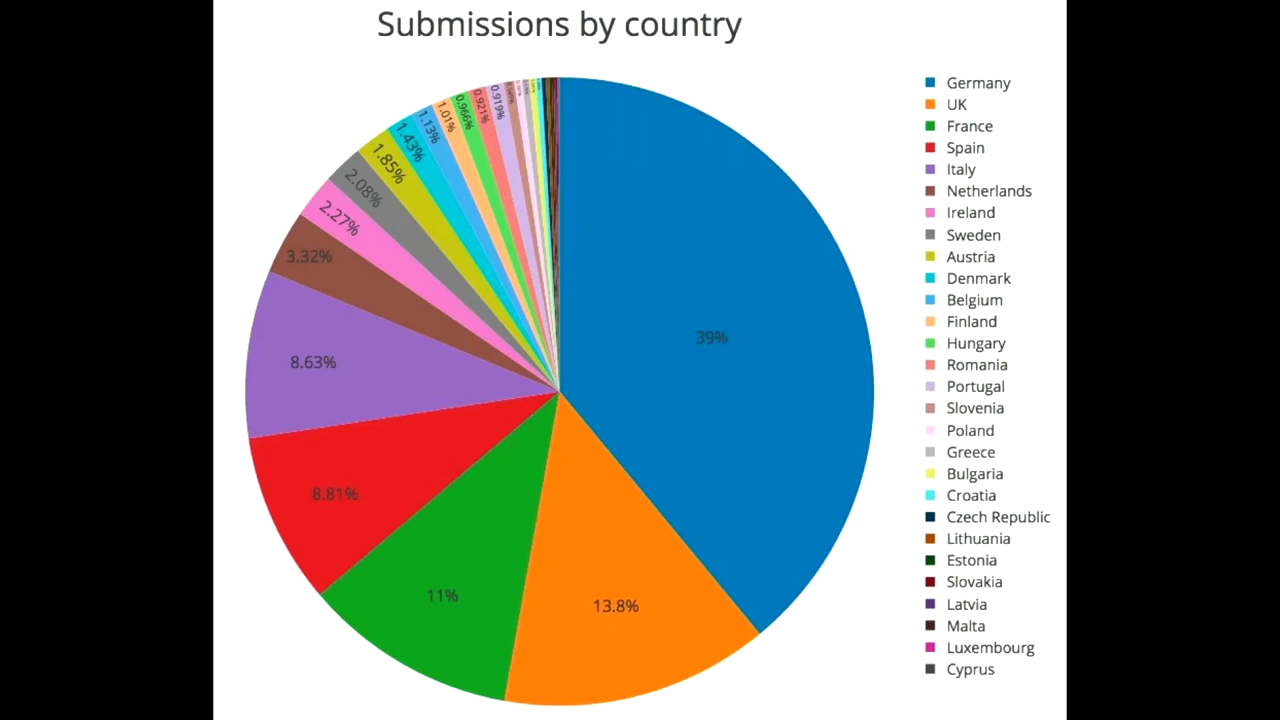 Submissions by country
39%
13.8%
11%
8.81%
8.63%
3.32%
2.27%
2.08%
1.85%
1.43%
1.13%
1.01%
0.966%
0.921%
0.919%
Germany
UK
France
Spain
Italy
Netherlands
Ireland
Sweden
Austria
Denmark
Belgium
Finland
Hungary
Romania
Portugal
Slovenia
Poland
Greece
Bulgaria
Croatia
Czech Republic
Lithuania
Estonia
Slovakia
Latvia
Malta
Luxembourg
Cyprus